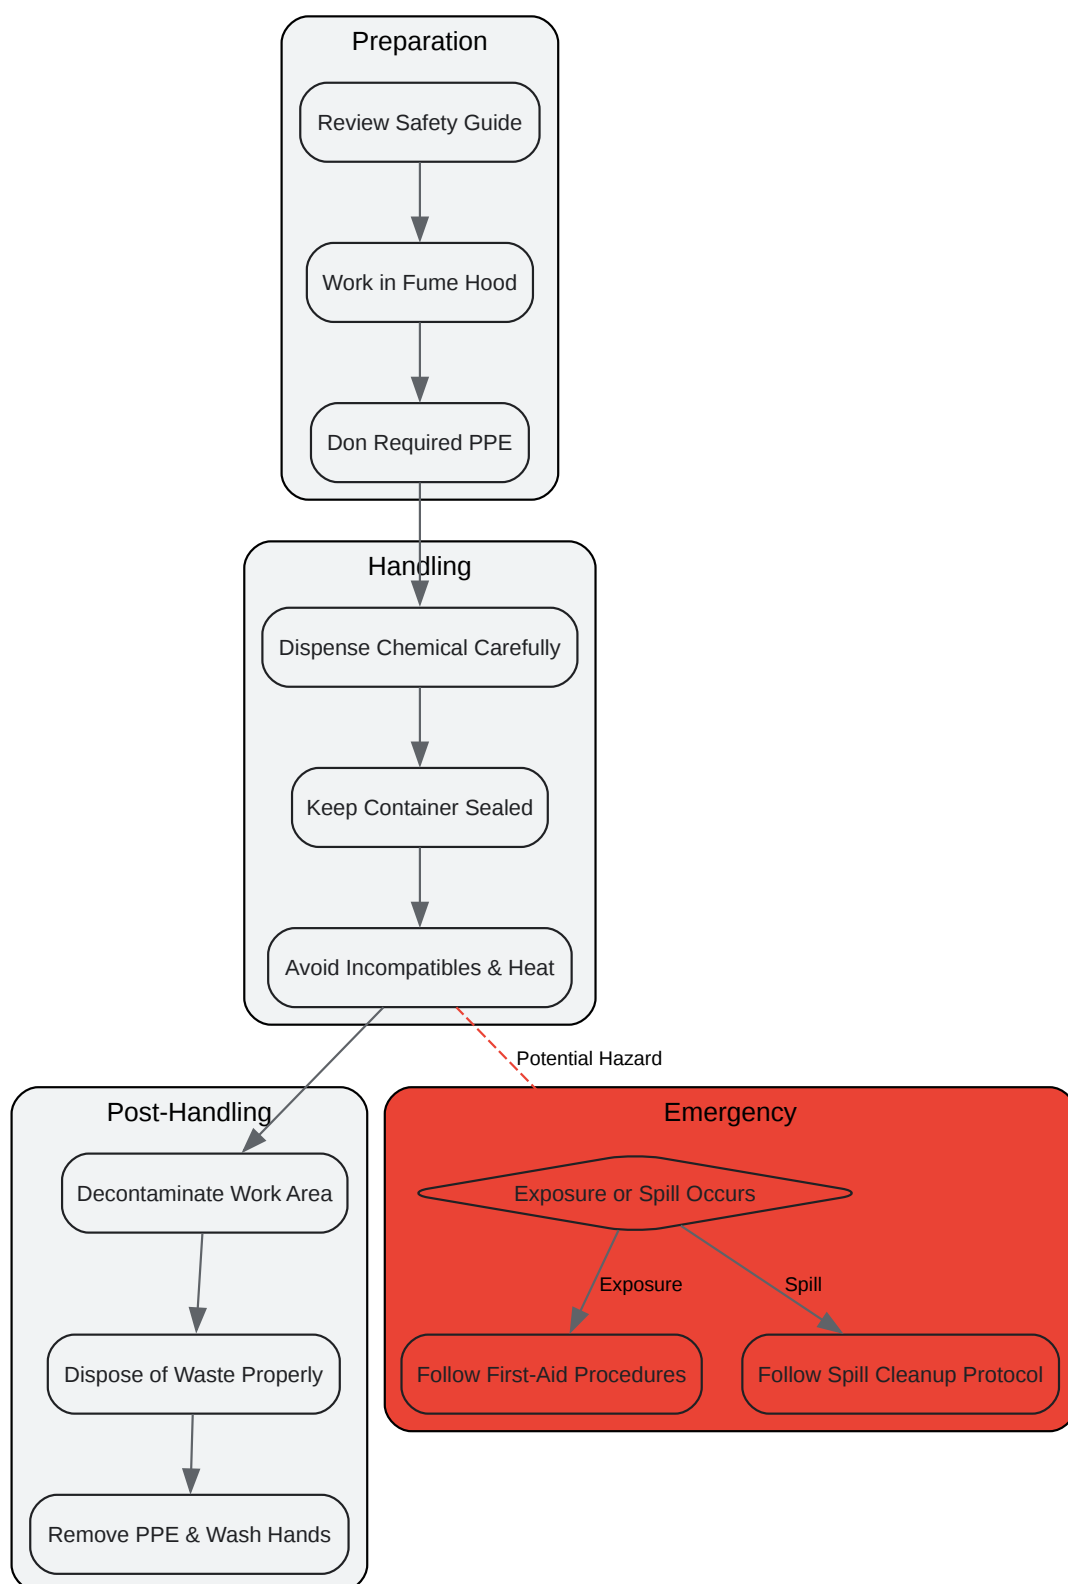 Preparation
Review Safety Guide
Work in Fume Hood
Don Required PPE
Handling
Dispense Chemical Carefully
Keep Container Sealed
Avoid Incompatibles & Heat
Potential Hazard
Post-Handling
Decontaminate Work Area
Dispose of Waste Properly
Remove PPE & Wash Hands
Emergency
Exposure or Spill Occurs
Exposure
Spill
Follow First-Aid Procedures
Follow Spill Cleanup Protocol